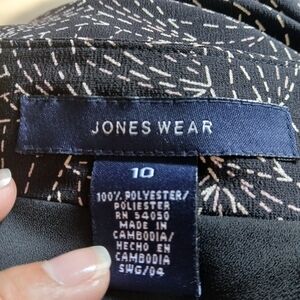 JONES WEAR
10
100% POLYESTER/
POLIESTER
RN 54050
MADE IN
CAMBODIA/
HECHO EN
CAMBODIA
SWG/04